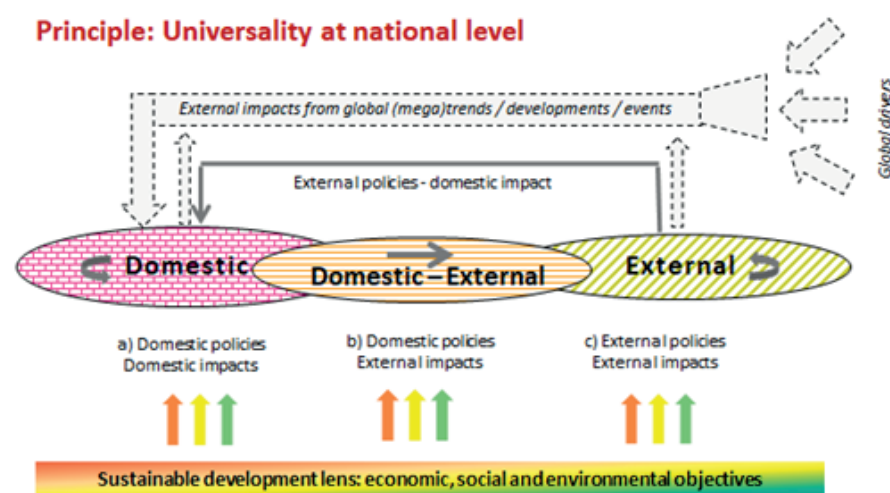 Principle: Universality at national level
External impacts from global (mega)trends / developments / events
Global drivers
External policies - domestic impact
Domestic
Domestic – External
External
a) Domestic policies
Domestic impacts
b) Domestic policies
External impacts
c) External policies
External impacts
Sustainable development lens: economic, social and environmental objectives